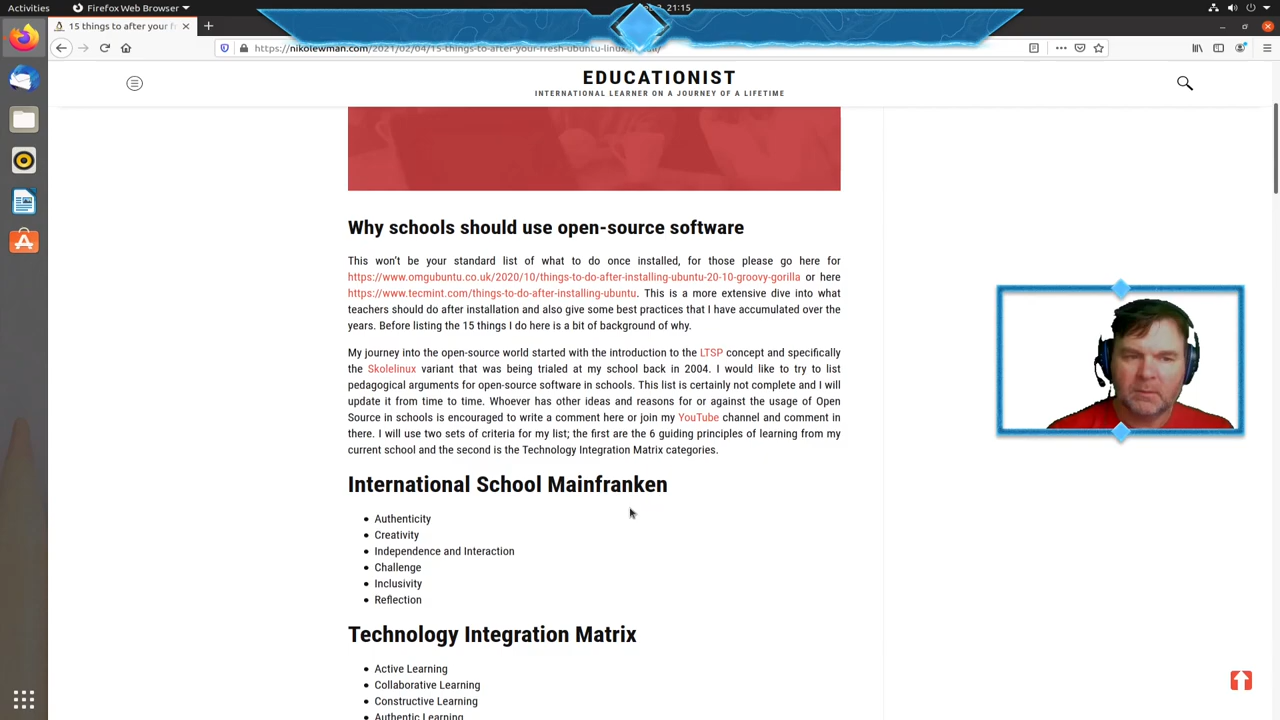 Activities
Firefox Web Browser
21:15
15 things to after your fr
https://nikolewman.com/2021/02/04/15-things-to-after-your-fresh-ubuntu-linux-
EDUCATIONIST
INTERNATIONAL LEARNER ON A JOURNEY OF A LIFETIME
Why schools should use open-source software
This won't be your standard list of what to do once installed, for those please go here for
https://www.omgubuntu.co.uk/2020/10/things-to-do-after-installing-ubuntu-20-10-groovy-gorilla or here
https://www.tecmint.com/things-to-do-after-installing-ubuntu. This is a more extensive dive into what
teachers should do after installation and also give some best practices that I have accumulated over the
years. Before listing the 15 things I do here is a bit of background of why.
My journey into the open-source world started with the introduction to the LTSP concept and specifically
the Skolelinux variant that was being trialed at my school back in 2004. I would like to try to list
pedagogical arguments for open-source software in schools. This list is certainly not complete and I will
update it from time to time. Whoever has other ideas and reasons for or against the usage of Open
Source in schools is encouraged to write a comment here or join my YouTube channel and comment in
there. I will use two sets of criteria for my list; the first are the 6 guiding principles of learning from my
current school and the second is the Technology Integration Matrix categories.
International School Mainfranken
Authenticity
Creativity
Independence and Interaction
Challenge
Inclusivity
Reflection
Technology Integration Matrix
Active Learning
Collaborative Learning
Constructive Learning
Authentic Learning